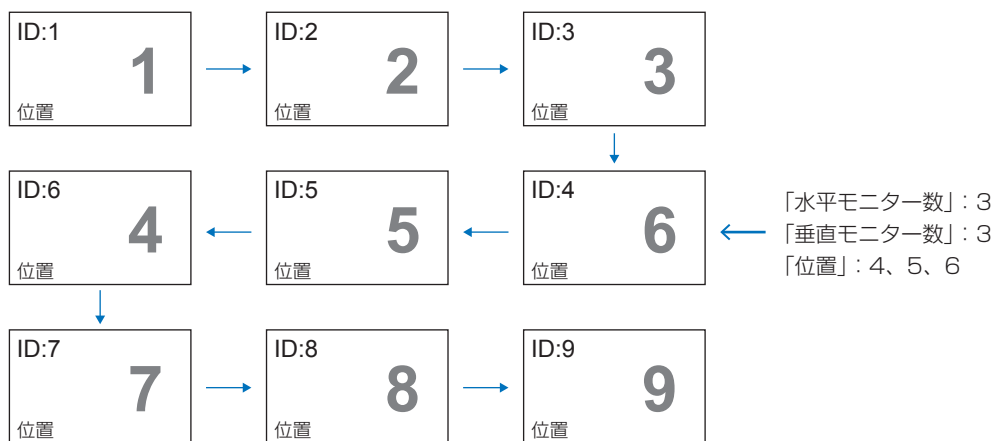 ID:1
1
位置
ID:2
2
位置
ID:3
3
位置
ID:6
4
位置
ID:5
5
位置
ID:4
6
位置
「水平モニター数」：3
「垂直モニター数」：3
「位置」：4、5、6
ID:7
7
位置
ID:8
8
位置
ID:9
9
位置